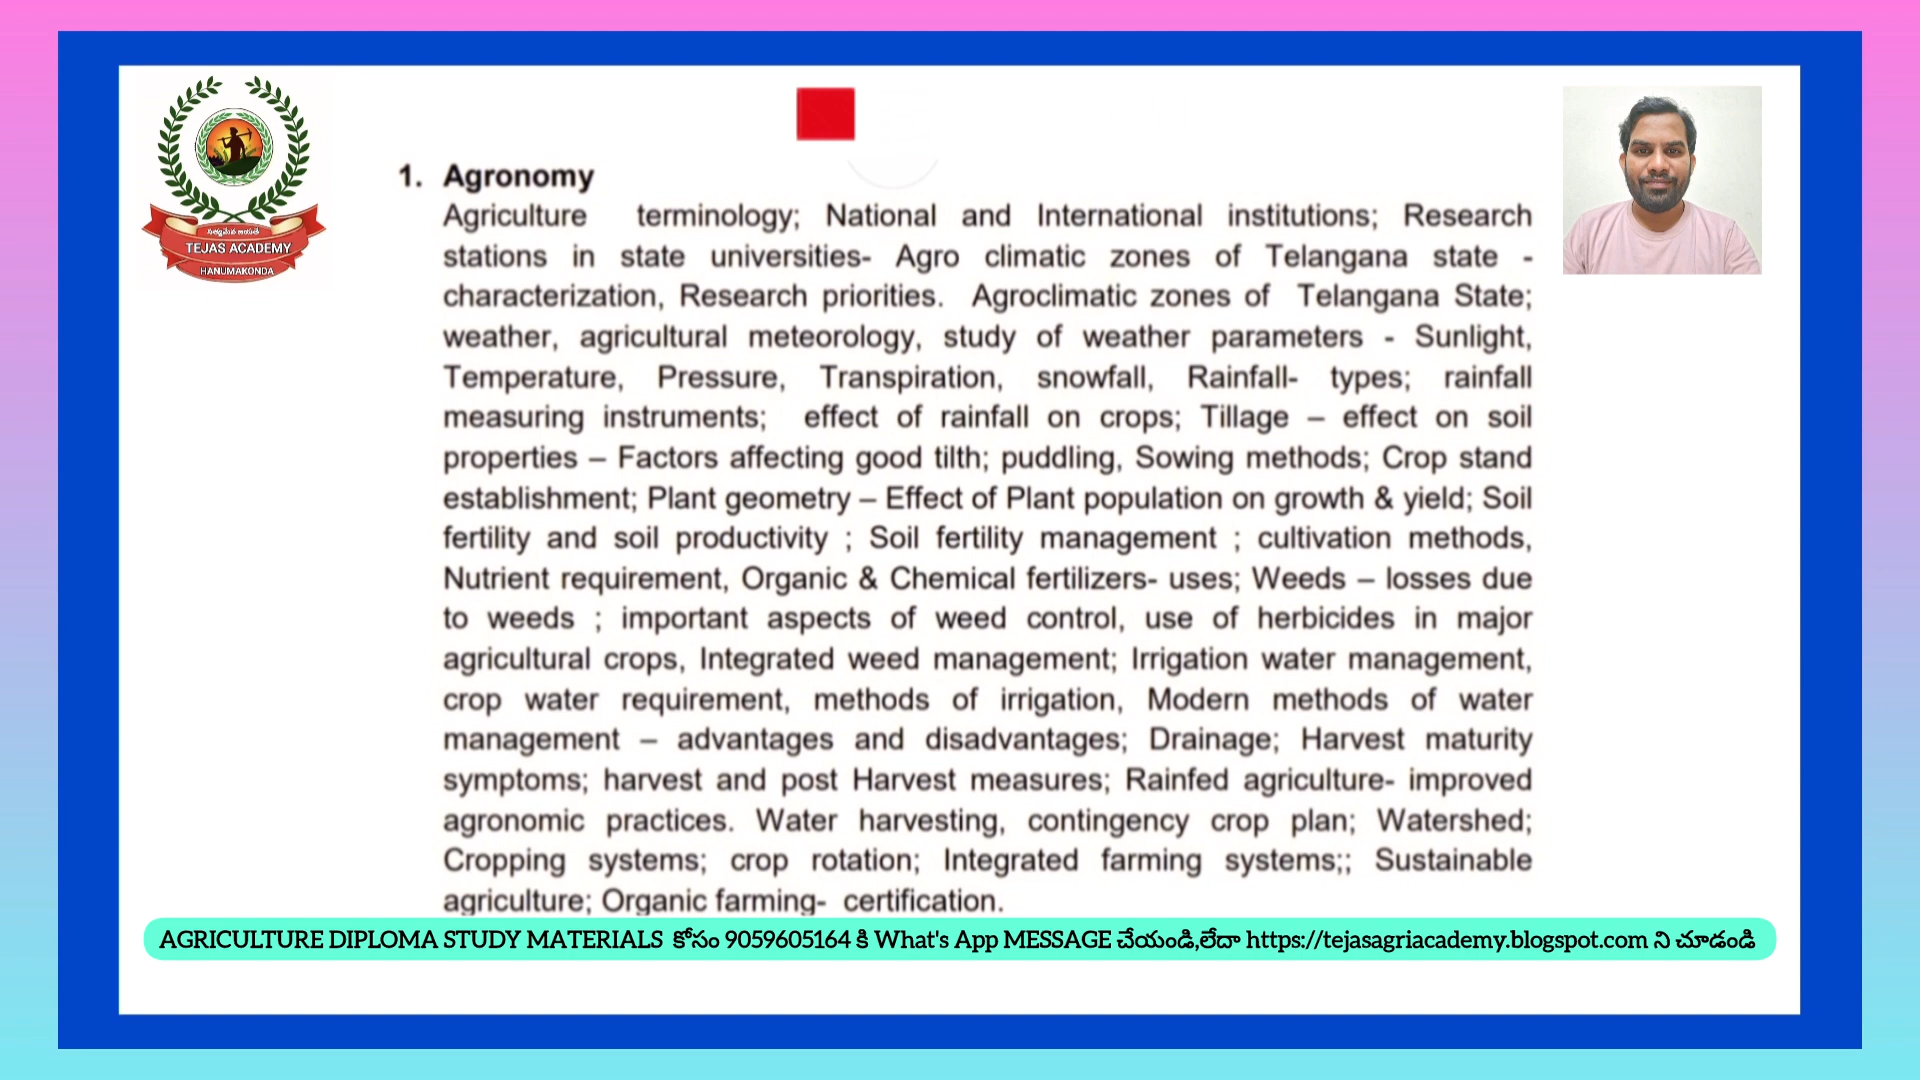 సత్యమేవ జయతే
TEJAS ACADEMY
HANUMAKONDA
1. Agronomy
Agriculture terminology; National and International institutions; Research
stations in state universities- Agro climatic zones of Telangana state -
characterization, Research priorities. Agroclimatic zones of Telangana State;
weather, agricultural meteorology, study of weather parameters - Sunlight,
Temperature, Pressure, Transpiration, snowfall, Rainfall- types; rainfall
measuring instruments; effect of rainfall on crops; Tillage – effect on soil
properties – Factors affecting good tilth; puddling, Sowing methods; Crop stand
establishment; Plant geometry – Effect of Plant population on growth & yield; Soil
fertility and soil productivity ; Soil fertility management ; cultivation methods,
Nutrient requirement, Organic & Chemical fertilizers- uses; Weeds – losses due
to weeds ; important aspects of weed control, use of herbicides in major
agricultural crops, Integrated weed management; Irrigation water management,
crop water requirement, methods of irrigation, Modern methods of water
management – advantages and disadvantages; Drainage; Harvest maturity
symptoms; harvest and post Harvest measures; Rainfed agriculture- improved
agronomic practices. Water harvesting, contingency crop plan; Watershed;
Cropping systems; crop rotation; Integrated farming systems;; Sustainable
agriculture; Organic farming- certification.
AGRICULTURE DIPLOMA STUDY MATERIALS కోసం 9059605164 కి What's App MESSAGE చేయండి,లేదా https://tejasagriacademy.blogspot.com ని చూడండి